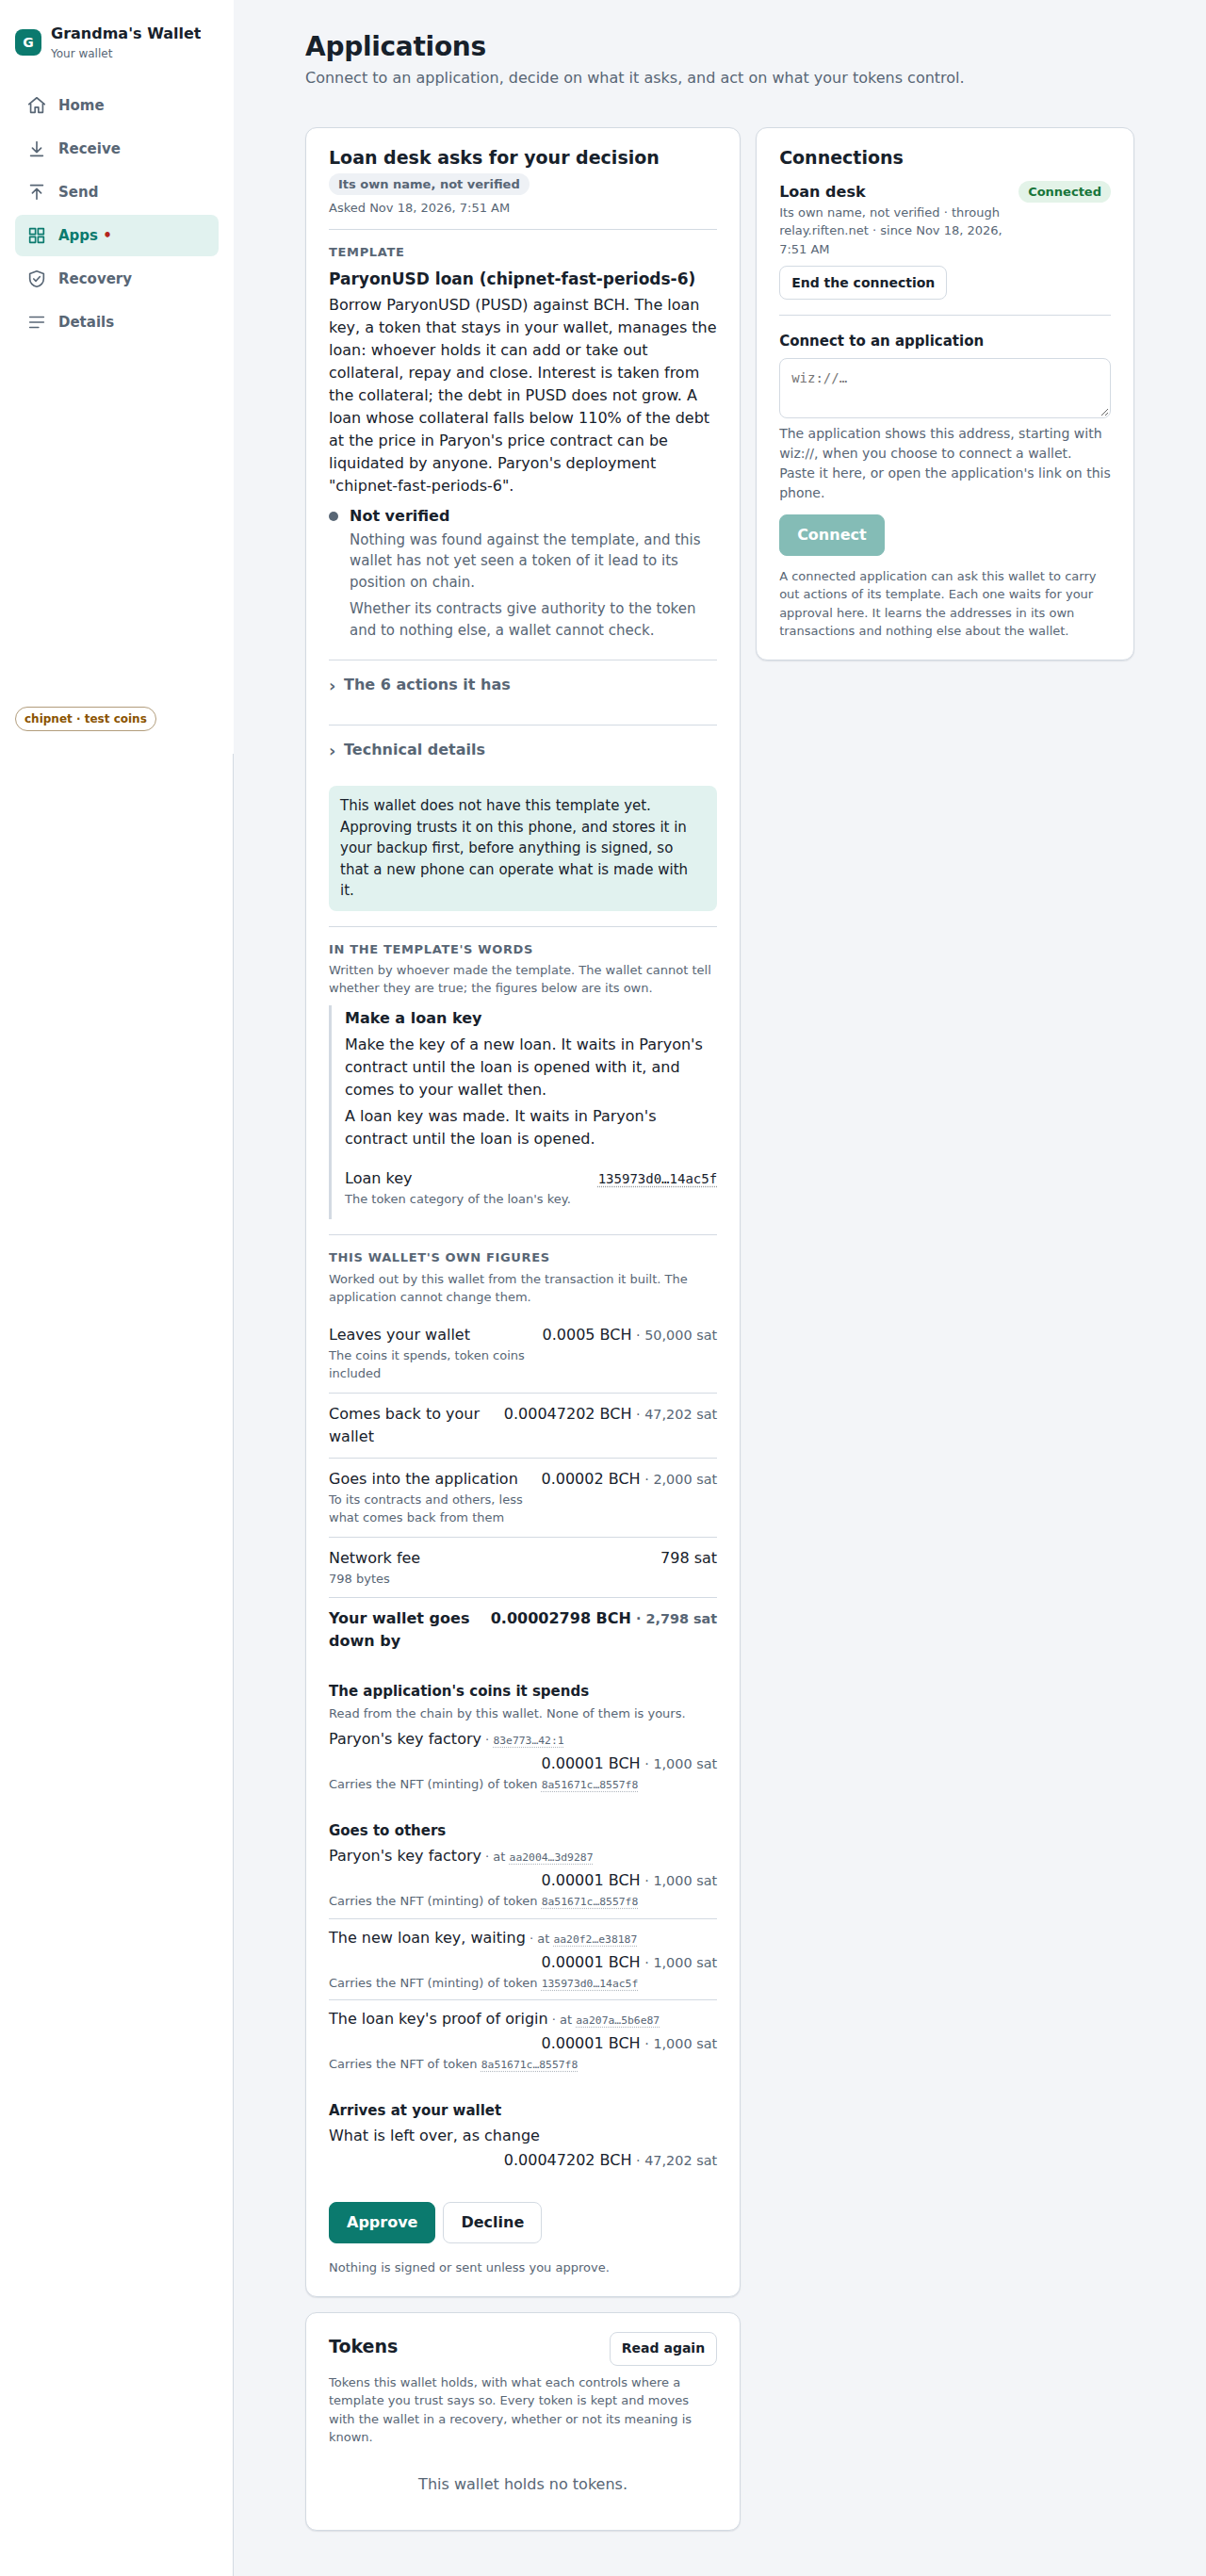 G
Grandma's Wallet
Your wallet
Home
Receive
Send
Apps •
Recovery
Details
chipnet · test coins
Applications
Connect to an application, decide on what it asks, and act on what your tokens control.
Loan desk asks for your decision
Its own name, not verified
Asked Nov 18, 2026, 7:51 AM
TEMPLATE
ParyonUSD loan (chipnet-fast-periods-6)
Borrow ParyonUSD (PUSD) against BCH. The loan
key, a token that stays in your wallet, manages the
loan: whoever holds it can add or take out
collateral, repay and close. Interest is taken from
the collateral; the debt in PUSD does not grow. A
loan whose collateral falls below 110% of the debt
at the price in Paryon's price contract can be
liquidated by anyone. Paryon's deployment
"chipnet-fast-periods-6".
Not verified
Nothing was found against the template, and this
wallet has not yet seen a token of it lead to its
position on chain.
Whether its contracts give authority to the token
and to nothing else, a wallet cannot check.
› The 6 actions it has
› Technical details
This wallet does not have this template yet.
Approving trusts it on this phone, and stores it in
your backup first, before anything is signed, so
that a new phone can operate what is made with
it.
IN THE TEMPLATE'S WORDS
Written by whoever made the template. The wallet cannot tell
whether they are true; the figures below are its own.
Make a loan key
Make the key of a new loan. It waits in Paryon's
contract until the loan is opened with it, and
comes to your wallet then.
A loan key was made. It waits in Paryon's
contract until the loan is opened.
Loan key 135973d0…14ac5f
The token category of the loan's key.
THIS WALLET'S OWN FIGURES
Worked out by this wallet from the transaction it built. The
application cannot change them.
Leaves your wallet 0.0005 BCH · 50,000 sat
The coins it spends, token coins
included
Comes back to your 0.00047202 BCH · 47,202 sat
wallet
Goes into the application 0.00002 BCH · 2,000 sat
To its contracts and others, less
what comes back from them
Network fee 798 sat
798 bytes
Your wallet goes 0.00002798 BCH · 2,798 sat
down by
The application's coins it spends
Read from the chain by this wallet. None of them is yours.
Paryon's key factory · 83e773…42:1
0.00001 BCH · 1,000 sat
Carries the NFT (minting) of token 8a51671c…8557f8
Goes to others
Paryon's key factory · at aa2004…3d9287
0.00001 BCH · 1,000 sat
Carries the NFT (minting) of token 8a51671c…8557f8
The new loan key, waiting · at aa20f2…e38187
0.00001 BCH · 1,000 sat
Carries the NFT (minting) of token 135973d0…14ac5f
The loan key's proof of origin · at aa207a…5b6e87
0.00001 BCH · 1,000 sat
Carries the NFT of token 8a51671c…8557f8
Arrives at your wallet
What is left over, as change
0.00047202 BCH · 47,202 sat
Approve
Decline
Nothing is signed or sent unless you approve.
Tokens
Read again
Tokens this wallet holds, with what each controls where a
template you trust says so. Every token is kept and moves
with the wallet in a recovery, whether or not its meaning is
known.
This wallet holds no tokens.
Connections
Loan desk
Connected
Its own name, not verified · through
relay.riften.net · since Nov 18, 2026,
7:51 AM
End the connection
Connect to an application
wiz://…
The application shows this address, starting with
wiz://, when you choose to connect a wallet.
Paste it here, or open the application's link on this
phone.
Connect
A connected application can ask this wallet to carry
out actions of its template. Each one waits for your
approval here. It learns the addresses in its own
transactions and nothing else about the wallet.